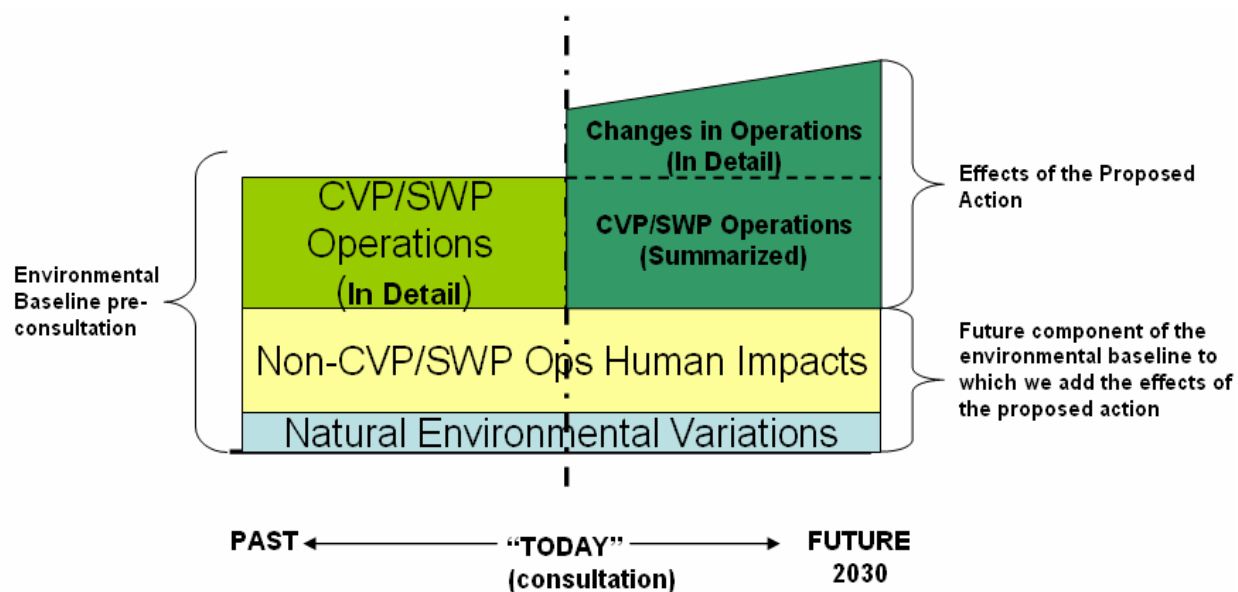 Environmental
Baseline pre-
consultation
CVP/SWP
Operations
(In Detail)
Changes in Operations
(In Detail)
CVP/SWP Operations
(Summarized)
Effects of the Proposed
Action
Non-CVP/SWP Ops Human Impacts
Natural Environmental Variations
Future component of the
environmental baseline to
which we add the effects of
the proposed action
PAST
“TODAY”
(consultation)
FUTURE
2030